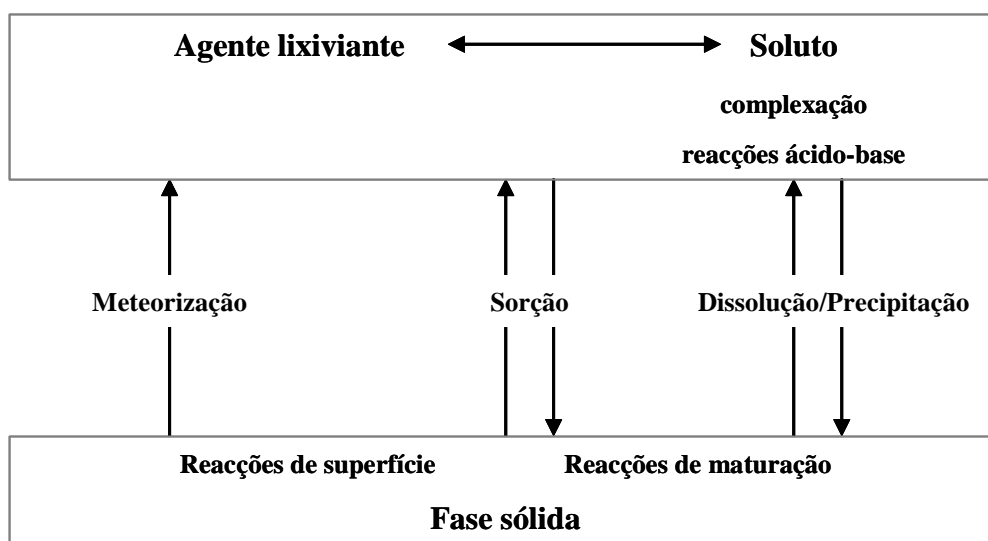 Agente lixiviante Soluto
complexação
reacções ácido-base
Meteorização Sorção Dissolução/Precipitação
Reacções de superfície Reacções de maturação
Fase sólida